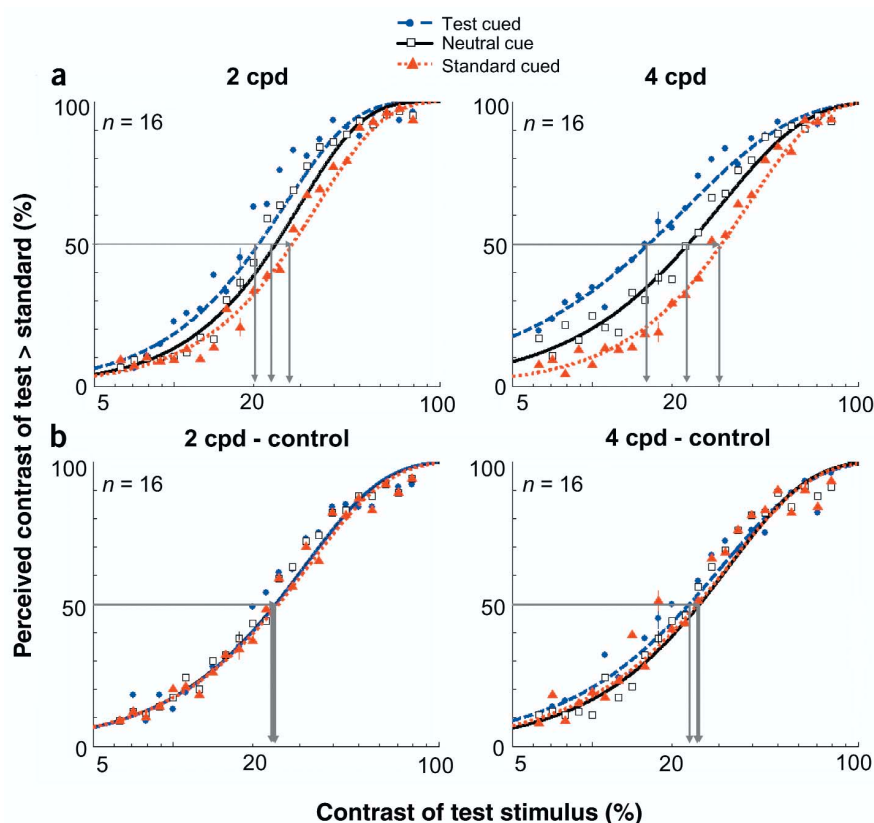 Test cued
Neutral cue
Standard cued
a
2 cpd
4 cpd
100
n = 16
50
0
5
20
100
100
n = 16
50
0
5
20
100
b
2 cpd - control
4 cpd - control
100
n = 16
50
0
5
20
100
100
n = 16
50
0
5
20
100
Perceived contrast of test > standard (%)
Contrast of test stimulus (%)